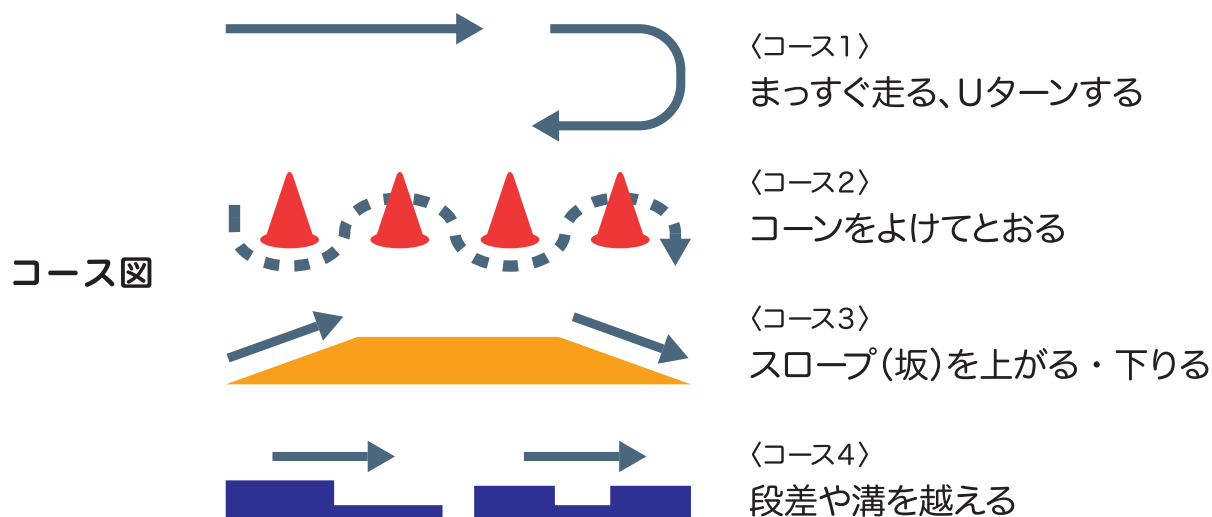 コース図
〈コース1〉
まっすぐ走る、Uターンする
〈コース2〉
コーンをよけてとおる
〈コース3〉
スロープ（坂）を上がる・下りる
〈コース4〉
段差や溝を越える